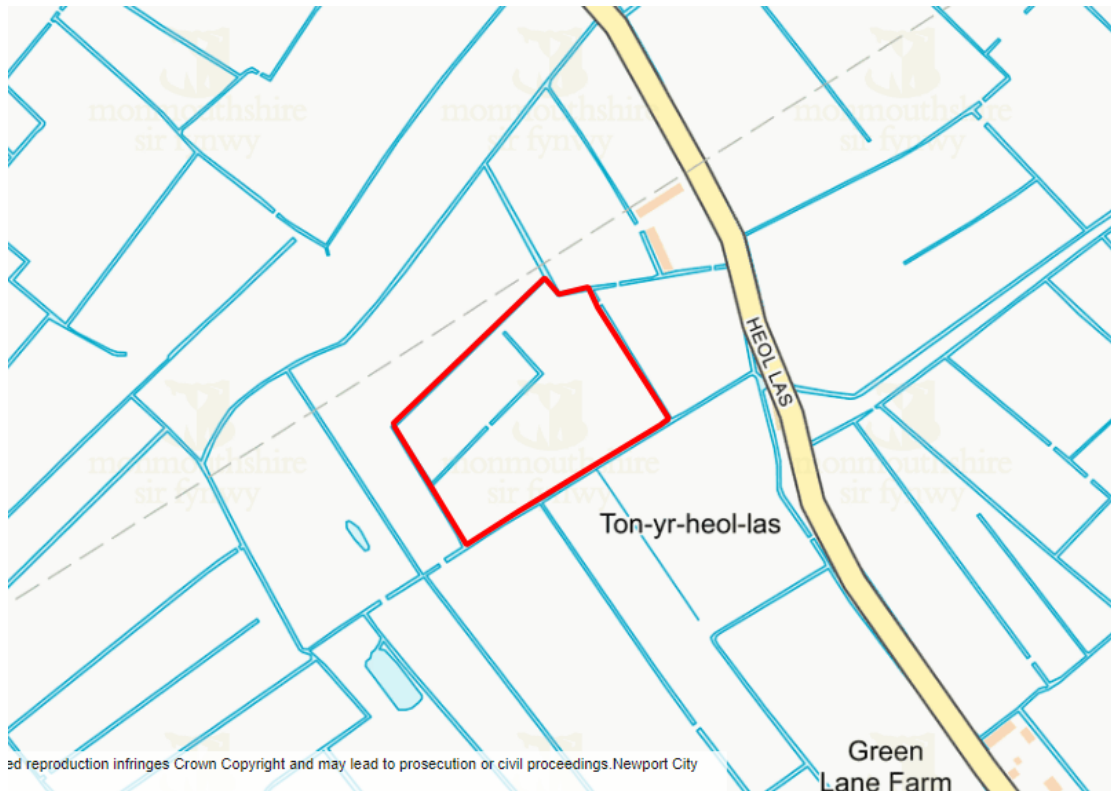 monmouthshire
sir fynwy
monmouthshire
sir fynwy
monmouthshire
sir fynwy
HEOL LAS
monmouthshire
sir fynwy
monmouthshire
sir fynwy
monmouthshire
sir fynwy
Ton-yr-heol-las
Green
Lane Farm
ed reproduction infringes Crown Copyright and may lead to prosecution or civil proceedings.Newport City